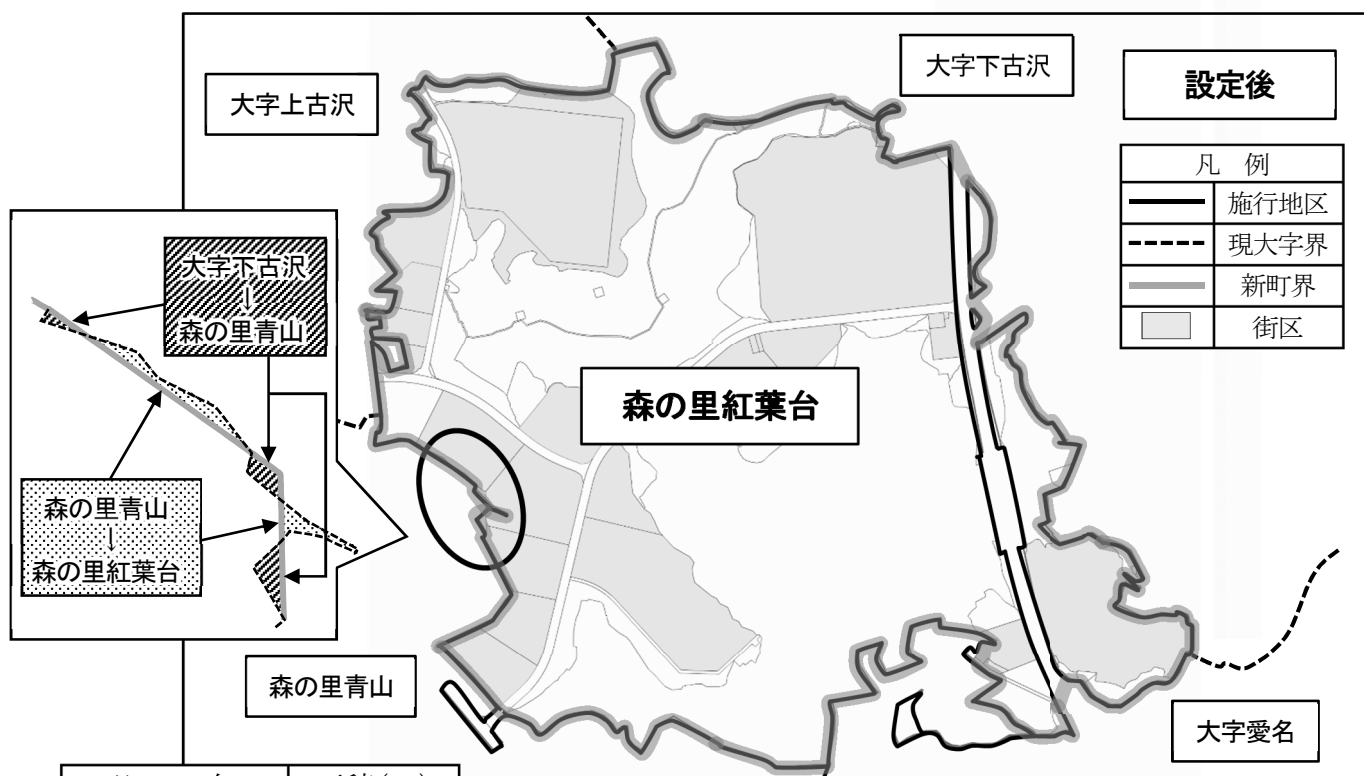 大字上古沢
大字下古沢
設定後
凡 例
施行地区
現大字界
新町界
街区
大字下古沢
↓
森の里青山
森の里青山
↓
森の里紅葉台
森の里紅葉台
森の里青山
大字愛名